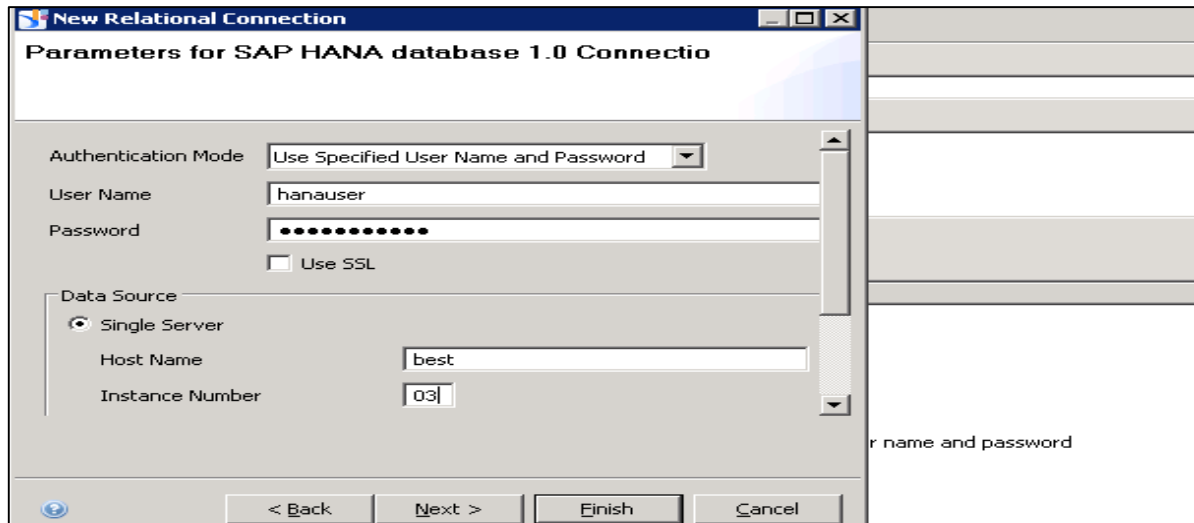 New Relational Connection
Parameters for SAP HANA database 1.0 Connectio
Authentication Mode Use Specified User Name and Password
User Name hanauser
Password ●●●●●●●●●●●
Use SSL
Data Source
Single Server
Host Name best
Instance Number 03
r name and password
< Back Next > Finish Cancel